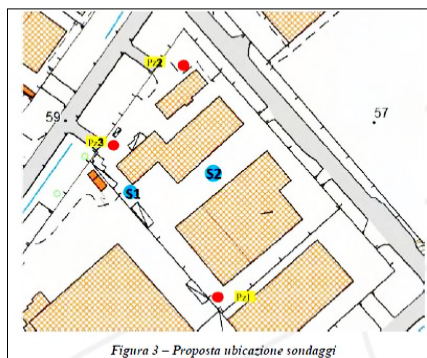 Pz2
59
57
Pz3
S1
S2
Pz1
Figura 3 – Proposta ubicazione sondaggi